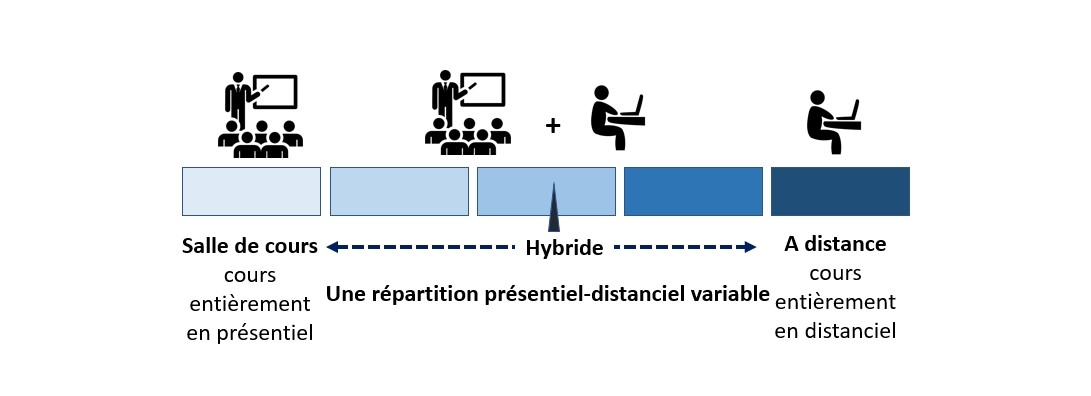 +
Salle de cours
cours
entièrement
en présentiel
Hybride
Une répartition présentiel-distanciel variable
A distance
cours
entièrement
en distanciel